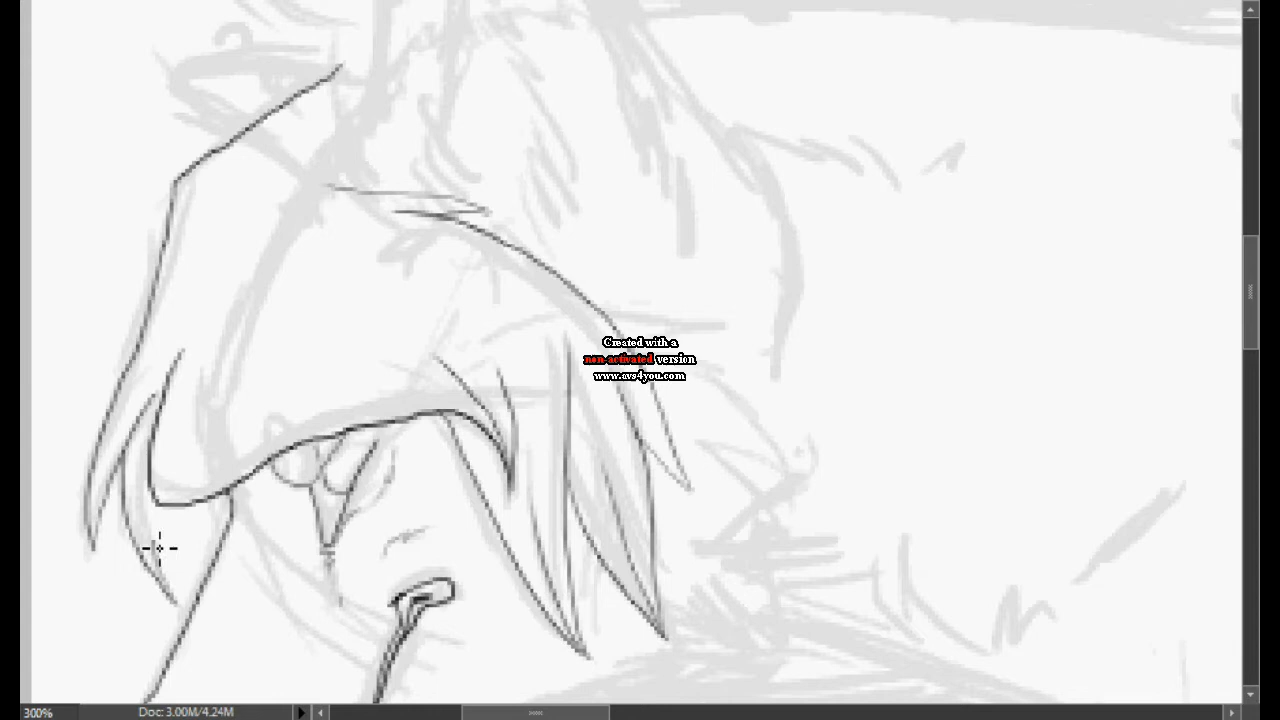 Created with a
non-activated version
www.avs4you.com
300%
Doc: 3.00M/4.24M